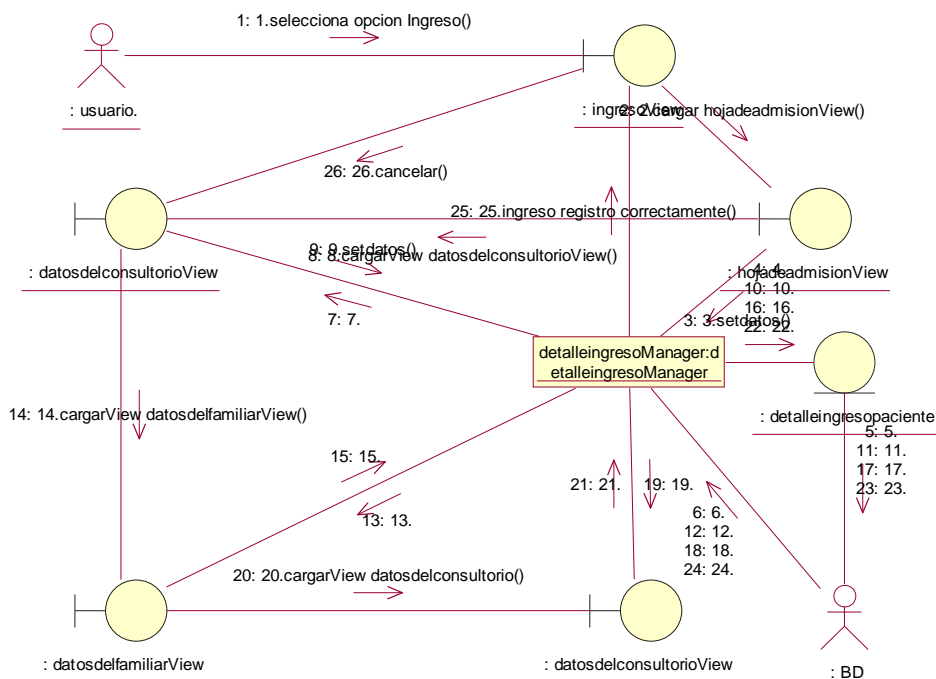 1: 1.selecciona opcion Ingreso()
: usuario.
: ingresoView
2: 2.cargar hojadeadmisionView()
26: 26.cancelar()
25: 25.ingreso registro correctamente()
: datosdelconsultorioView
9: 9.setdatos()
8: 8.cargarView datosdelconsultorioView()
: hojadeadmisionView
4: 4.
10: 10.
16: 16.
22: 22.
7: 7.
3: 3.setdatos()
detalleingresoManager:d
etalleingresoManager
: detalleingresopaciente
14: 14.cargarView datosdelfamiliarView()
5: 5.
11: 11.
17: 17.
23: 23.
15: 15.
13: 13.
21: 21.
19: 19.
6: 6.
12: 12.
18: 18.
24: 24.
20: 20.cargarView datosdelconsultorio()
: datosdelfamiliarView
: datosdelconsultorioView
: BD